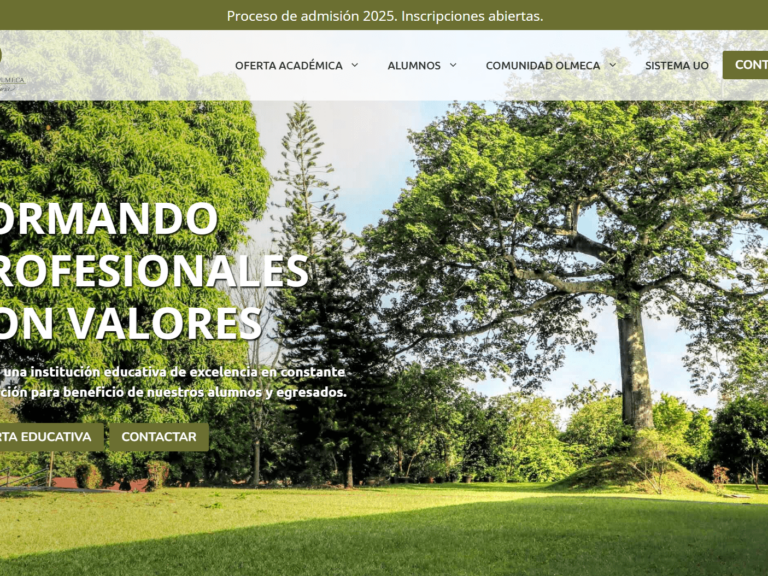 Proceso de admisión 2025. Inscripciones abiertas.
OFERTA ACADÉMICA
ALUMNOS
COMUNIDAD OLMECA
SISTEMA UO
CONT
ORMANDO
ROFESIONALES
ON VALORES
una institución educativa de excelencia en constante
ción para beneficio de nuestros alumnos y egresados.
RTA EDUCATIVA
CONTACTAR